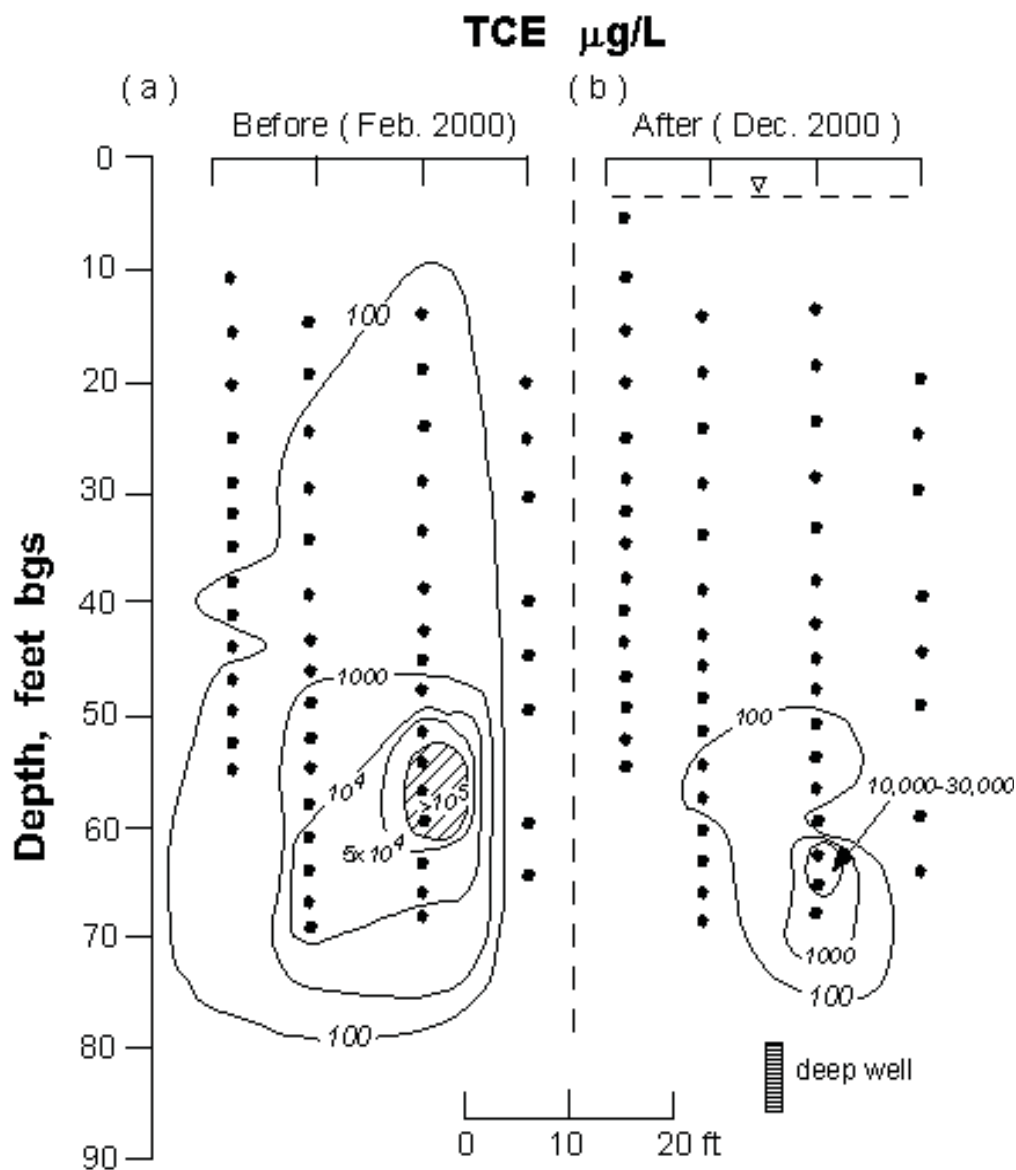 TCE µg/L
( a )
Before ( Feb. 2000)
( b )
After ( Dec. 2000 )
Depth, feet bgs
0
10
20
30
40
50
60
70
80
90
100
1000
10⁴
5x10⁴
>10⁵
100
100
10,000-30,000
1000
100
deep well
0 10 20 ft